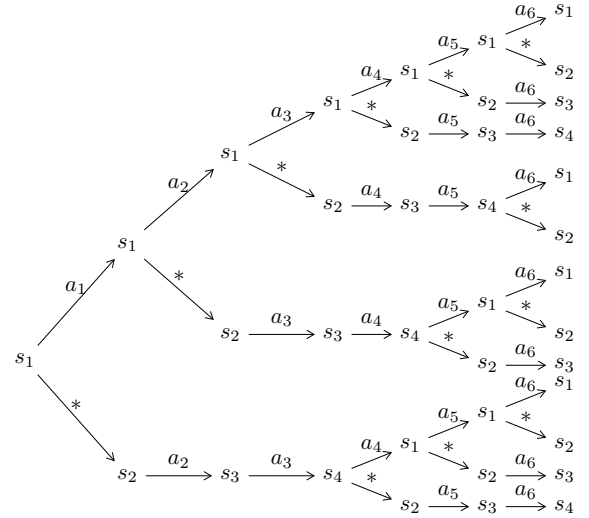 a₆ s₁
a₅ s₁ *
a₄ s₁ * s₂
a₃ s₁ * s₂ a₆ s₃
s₂ a₅ s₃ a₆ s₄
a₂ s₁ *
a₆ s₁
s₂ a₄ s₃ a₅ s₄ *
s₂
a₁ s₁ *
a₆ s₁
a₅ s₁ *
s₂ a₃ s₃ a₄ s₄ * s₂
s₁
s₂ a₆ s₃
a₆ s₁
* a₅ s₁ *
a₄ s₁ * s₂
s₂ a₂ s₃ a₃ s₄ * s₂ a₆ s₃
s₂ a₅ s₃ a₆ s₄